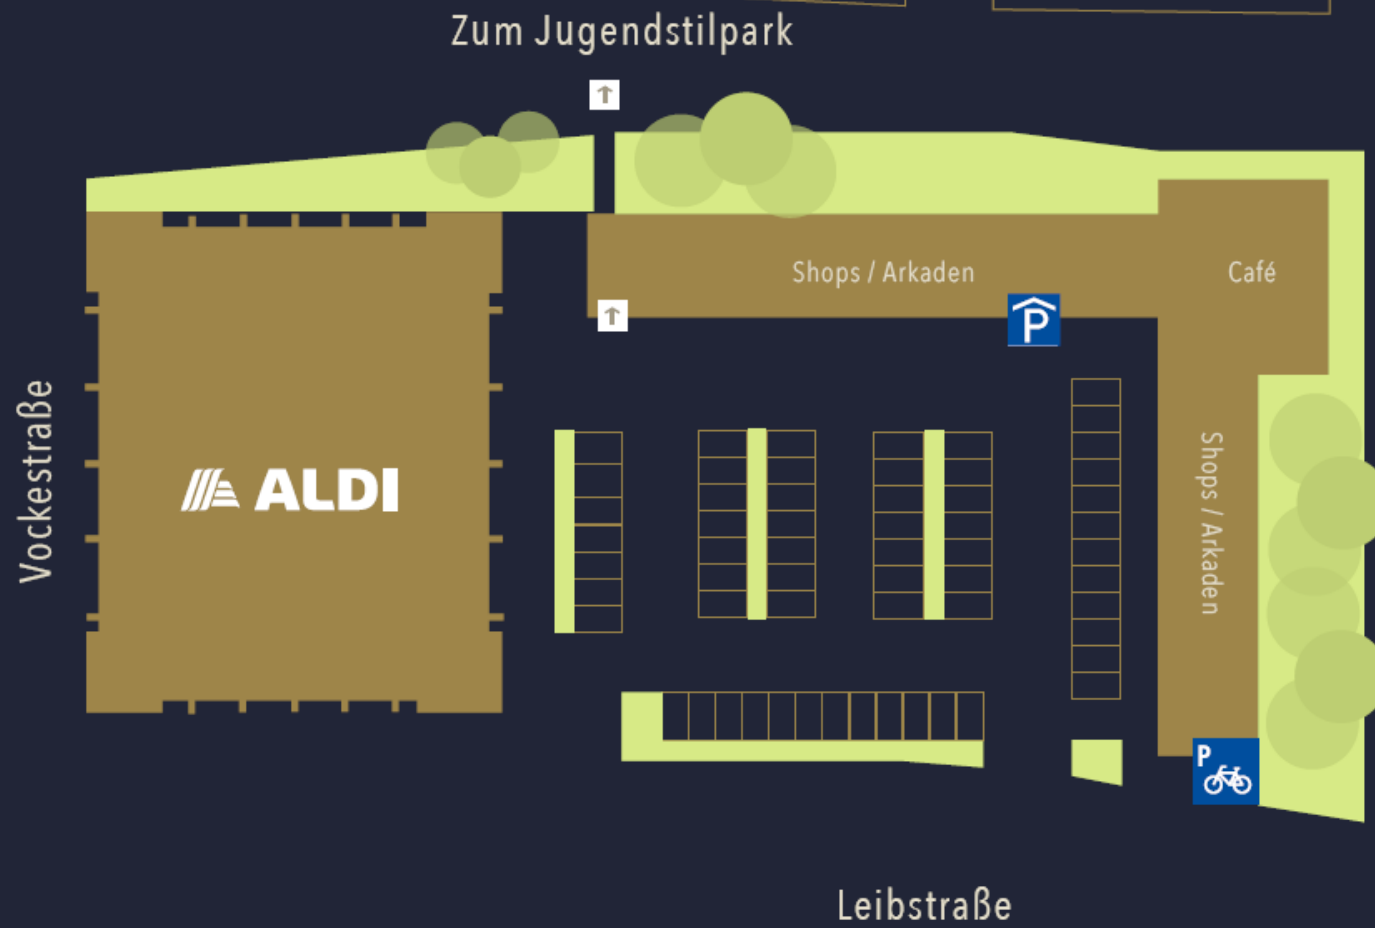 Zum Jugendstilpark
Shops / Arkaden
Café
P
Vockestraße
ALDI
Shops / Arkaden
P
Leibstraße